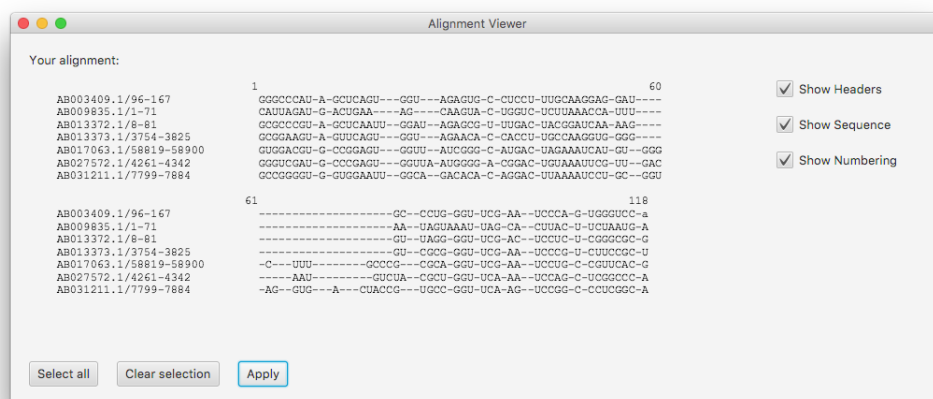 Alignment Viewer
Your alignment:
1 60
AB003409.1/96-167 GGGCCCAU-A-GCUCAGU---GGU---AGAGUG-C-CUCCU-UUGCAAGGAG-GAU----
AB009835.1/1-71 CAUUAGAU-G-ACUGAA----AG----CAAGUA-C-UGGUC-UCUUAAACCA-UUU----
AB013372.1/8-81 GCGCCCGU-A-GCUCAAUU--GGAU--AGAGCG-U-UUGAC-UACGGAUCAA-AAG----
AB013373.1/3754-3825 GCGGAAGU-A-GUUCAGU---GGU---AGAACA-C-CACCU-UGCCAAGGUG-GGG----
AB017063.1/58819-58900 GUGGACGU-G-CCGGAGU---GGUU--AUCGGG-C-AUGAC-UAGAAAUCAU-GU--GGG
AB027572.1/4261-4342 GGGUCGAU-G-CCCGAGU---GGUUA-AUGGGG-A-CGGAC-UGUAAAUUCG-UU--GAC
AB031211.1/7799-7884 GCCGGGGU-G-GUGGAAUU--GGCA--GACACA-C-AGGAC-UUAAAAUCCU-GC--GGU
61 118
AB003409.1/96-167 --------------------GC--CCUG-GGU-UCG-AA--UCCCA-G-UGGGUCC-a
AB009835.1/1-71 --------------------AA--UAGUAAAU-UAG-CA--CUUAC-U-UCUAAUG-A
AB013372.1/8-81 --------------------GU--UAGG-GGU-UCG-AC--UCCUC-U-CGGGCGC-G
AB013373.1/3754-3825 --------------------GU--CGCG-GGU-UCG-AA--UCCCG-U-CUUCCGC-U
AB017063.1/58819-58900 -C---UUU--------GCCCG---CGCA-GGU-UCG-AA--UCCUG-C-CGUUCAC-G
AB027572.1/4261-4342 -----AAU---------GUCUA--CGCU-GGU-UCA-AA--UCCAG-C-UCGGCCC-A
AB031211.1/7799-7884 -AG--GUG---A---CUACCG---UGCC-GGU-UCA-AG--UCCGG-C-CCUCGGC-A
Show Headers
Show Sequence
Show Numbering
Select all Clear selection Apply